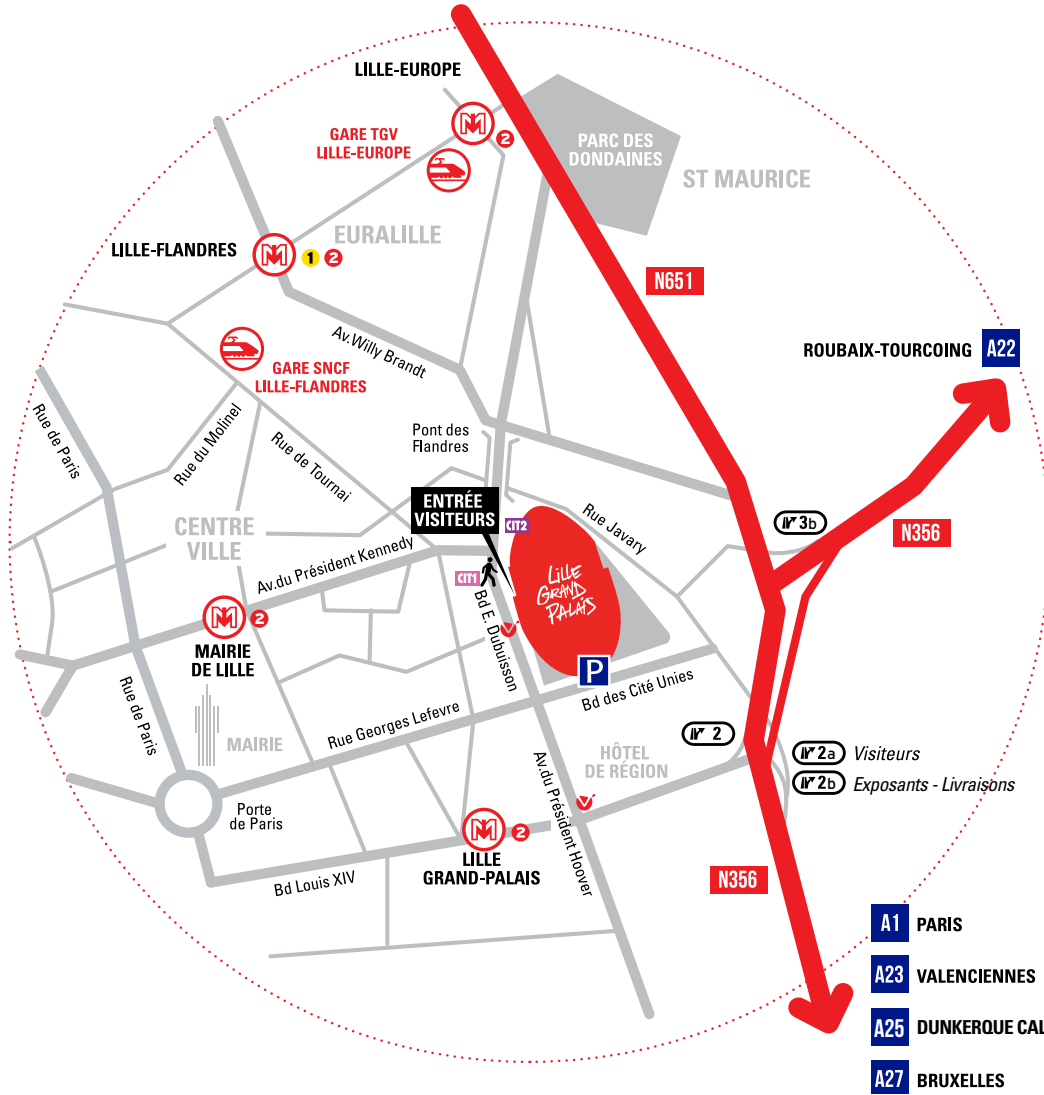 LILLE-EUROPE
GARE TGV
LILLE-EUROPE
2
PARC DES
DONDAINES
ST MAURICE
LILLE-FLANDRES
1 2
EURALILLE
N651
Av.Willy Brandt
ROUBAIX-TOURCOING A22
GARE SNCF
LILLE-FLANDRES
Rue de Paris
Rue du Molinel
Rue de Tournai
Pont des
Flandres
ENTRÉE
VISITEURS
CIT2
Rue Javary
3b
N356
CENTRE
VILLE
Av.du Président Kennedy
CIT1
LiLLE
GRAND
PALAiS
Bd E. Dubuisson
2
MAIRIE
DE LILLE
P
Bd des Cité Unies
Rue de Paris
Rue Georges Lefevre
MAIRIE
2
HÔTEL
DE RÉGION
2a Visiteurs
2b Exposants - Livraisons
Av.du Président Hoover
Porte
de Paris
2
LILLE
GRAND-PALAIS
Bd Louis XIV
N356
A1 PARIS
A23 VALENCIENNES
A25 DUNKERQUE CAL
A27 BRUXELLES